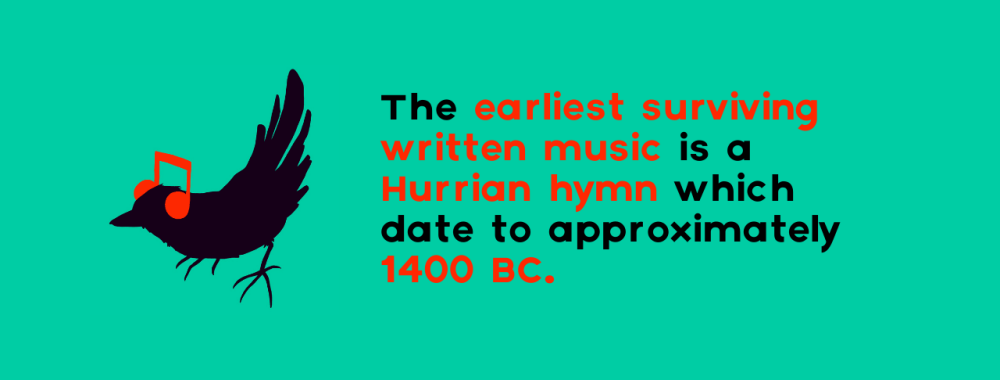 The earliest surviving
written music is a
Hurrian hymn which
date to approximately
1400 BC.